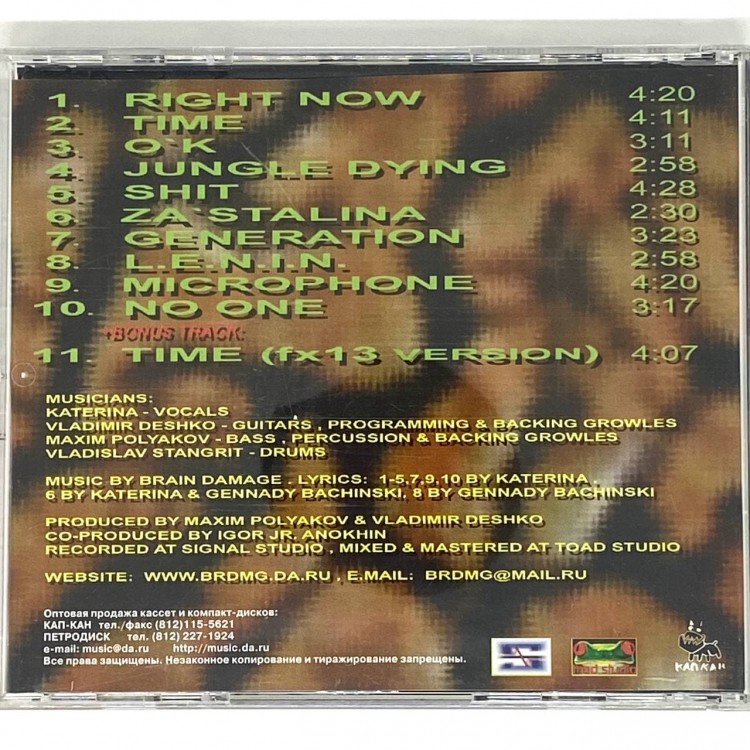 1. RIGHT NOW 4:20
2. TIME 4:11
3. O`K 3:11
4. JUNGLE DYING 2:58
5. SHIT 4:28
6. ZA`STALINA 2:30
7. GENERATION 3:23
8. L.E.N.I.N. 2:58
9. MICROPHONE 4:20
10. NO ONE 3:17
+BONUS TRACK:
11. TIME (fx13 VERSION) 4:07
MUSICIANS:
KATERINA - VOCALS
VLADIMIR DESHKO - GUITARS , PROGRAMMING & BACKING GROWLES
MAXIM POLYAKOV - BASS , PERCUSSION & BACKING GROWLES
VLADISLAV STANGRIT - DRUMS
MUSIC BY BRAIN DAMAGE . LYRICS: 1-5,7,9,10 BY KATERINA ,
6 BY KATERINA & GENNADY BACHINSKI, 8 BY GENNADY BACHINSKI
PRODUCED BY MAXIM POLYAKOV & VLADIMIR DESHKO
CO-PRODUCED BY IGOR JR. ANOKHIN
RECORDED AT SIGNAL STUDIO , MIXED & MASTERED AT TOAD STUDIO
WEBSITE: WWW.BRDMG.DA.RU , E.MAIL: BRDMG@MAIL.RU
Оптовая продажа кассет и компакт-дисков:
КАП-КАН тел./факс (812)115-5621
ПЕТРОДИСК тел. (812) 227-1924
e-mail: music@da.ru http://music.da.ru
Все права защищены. Незаконное копирование и тиражирование запрещены.
КАПКАН